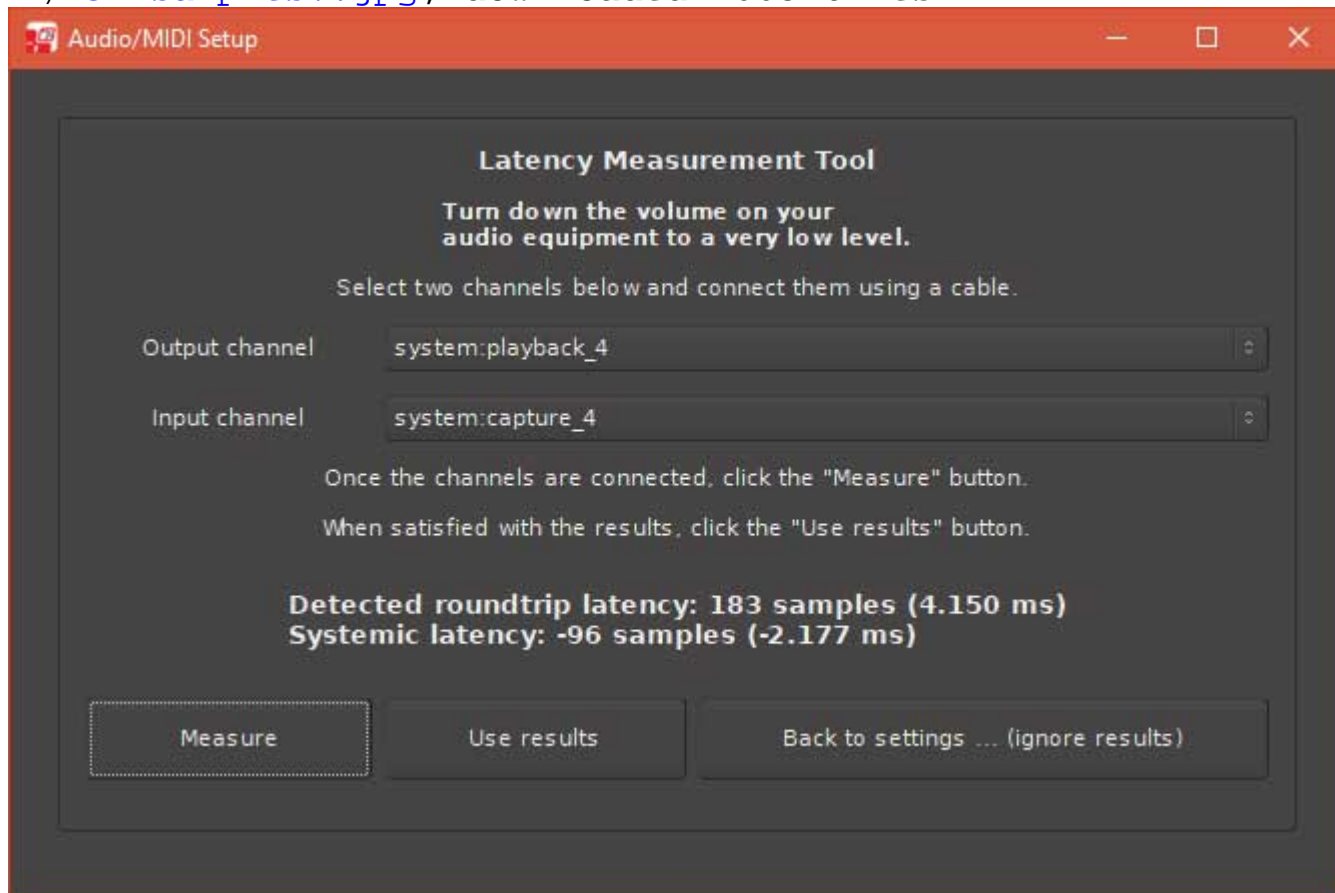 Audio/MIDI Setup
Latency Measurement Tool
Turn down the volume on your
audio equipment to a very low level.
Select two channels below and connect them using a cable.
Output channel system:playback_4
Input channel system:capture_4
Once the channels are connected, click the "Measure" button.
When satisfied with the results, click the "Use results" button.
Detected roundtrip latency: 183 samples (4.150 ms)
Systemic latency: -96 samples (-2.177 ms)
Measure Use results Back to settings ... (ignore results)